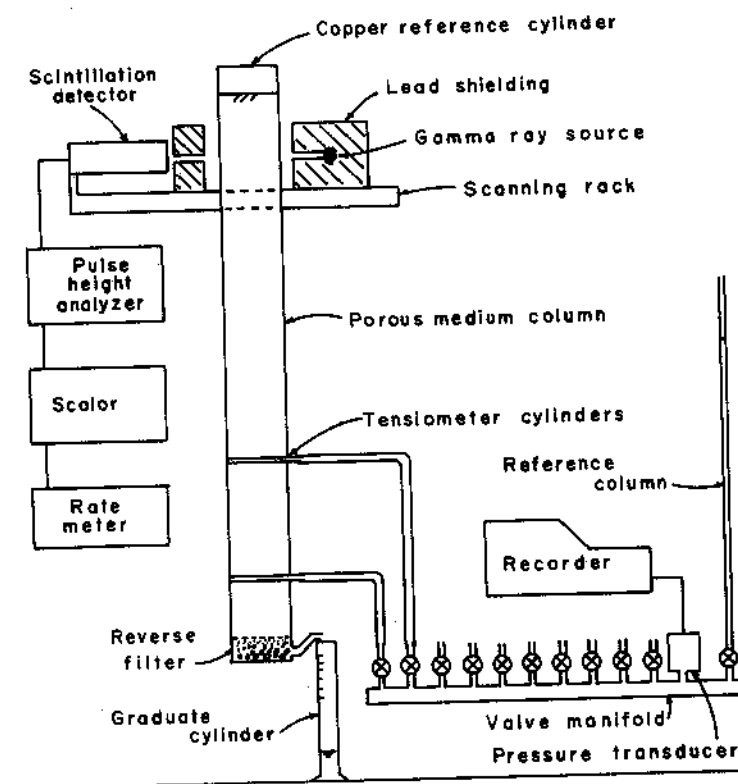 Copper reference cylinder
Scintillation
detector
Lead shielding
Gamma ray source
Scanning rack
Pulse
height
analyzer
Porous medium column
Scalor
Tensiometer cylinders
Reference
column
Rate
meter
Recorder
Reverse
filter
Graduate
cylinder
Valve manifold
Pressure transducer